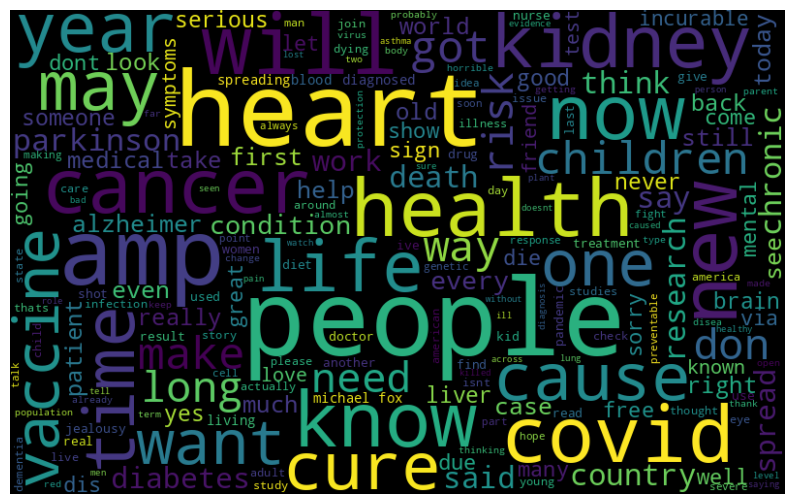 year
will
got
kidney
may
heart
now
risk
children
cancer
health
amp
life
one
new
vaccine
time
people
cause
know
want
need
make
long
cure
covid
way
don
said
country
diabetes
parkinson
alzheimer
condition
death
research
chronic
spread
think
see
say
work
help
sign
first
medical
take
someone
dont
look
serious
symptoms
man
let
join
virus
dying
asthma
body
two
probably
evidence
nurse
world
incurable
test
today
lost
spreading
blood
diagnosed
horrible
idea
getting
person
parent
good
give
back
come
old
show
protection
always
soon
issue
illness
friend
last
still
far
making
seen
going
care
bad
around
almost
drug
sure
day
plant
doesnt
fight
caused
never
mental
state
even
point
women
change
watch
ive
response
treatment
type
america
made
brain
via
patient
thats
shot
used
great
diet
pain
genetic
every
die
studies
sorry
disea
healthy
role
infection
really
keep
child
result
story
doctor
american
ill
without
diagnosis
pandemic
check
preventable
kid
isnt
please
another
across
lung
killed
use
open
talk
cell
actually
love
find
liver
known
right
tell
already
population
term
yes
much
michael fox
part
case
read
free
thought
thank
eye
jealousy
living
real
dementia
live
men
adult
hope
thinking
due
many
well
red
dis
study
young
severe
level
saying